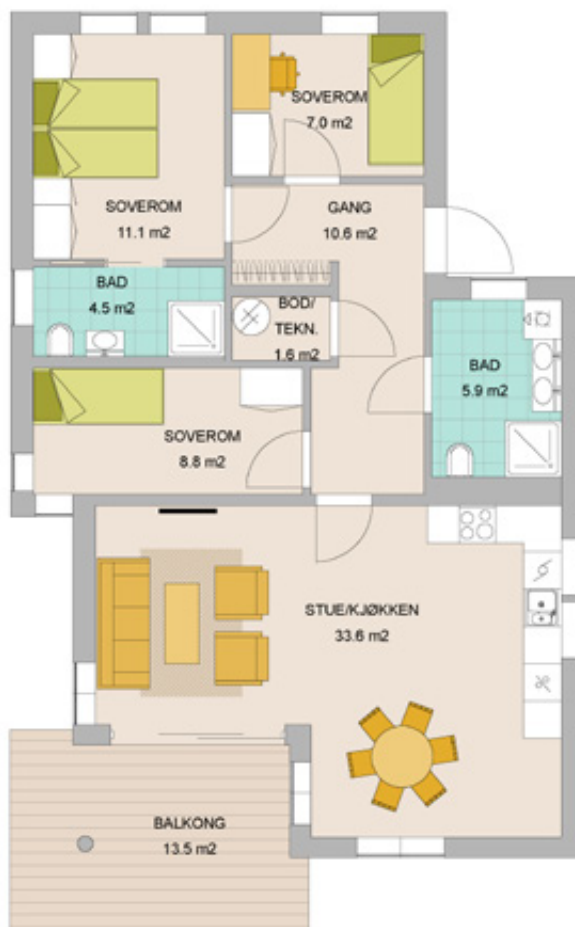 SOVEROM
7.0 m2
SOVEROM
11.1 m2
GANG
10.6 m2
BAD
4.5 m2
BOD/
TEKN.
1.6 m2
BAD
5.9 m2
SOVEROM
8.8 m2
STUE/KJØKKEN
33.6 m2
BALKONG
13.5 m2